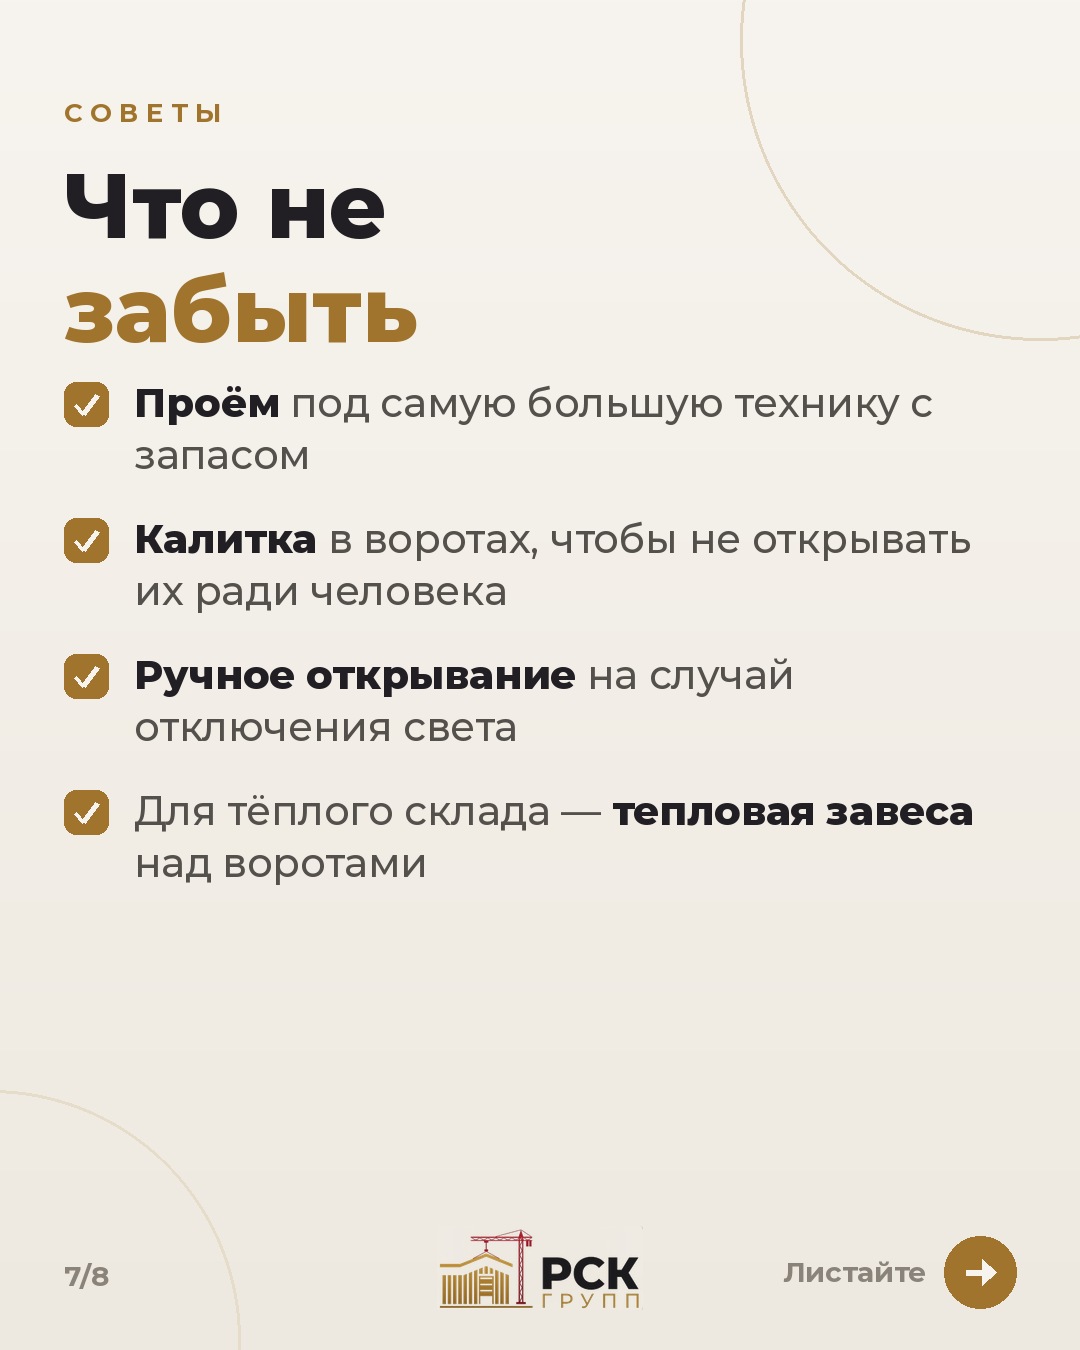 СОВЕТЫ
Что не
забыть
Проём под самую большую технику с
запасом
Калитка в воротах, чтобы не открывать
их ради человека
Ручное открывание на случай
отключения света
Для тёплого склада — тепловая завеса
над воротами
7/8
РСК
ГРУПП
Листайте